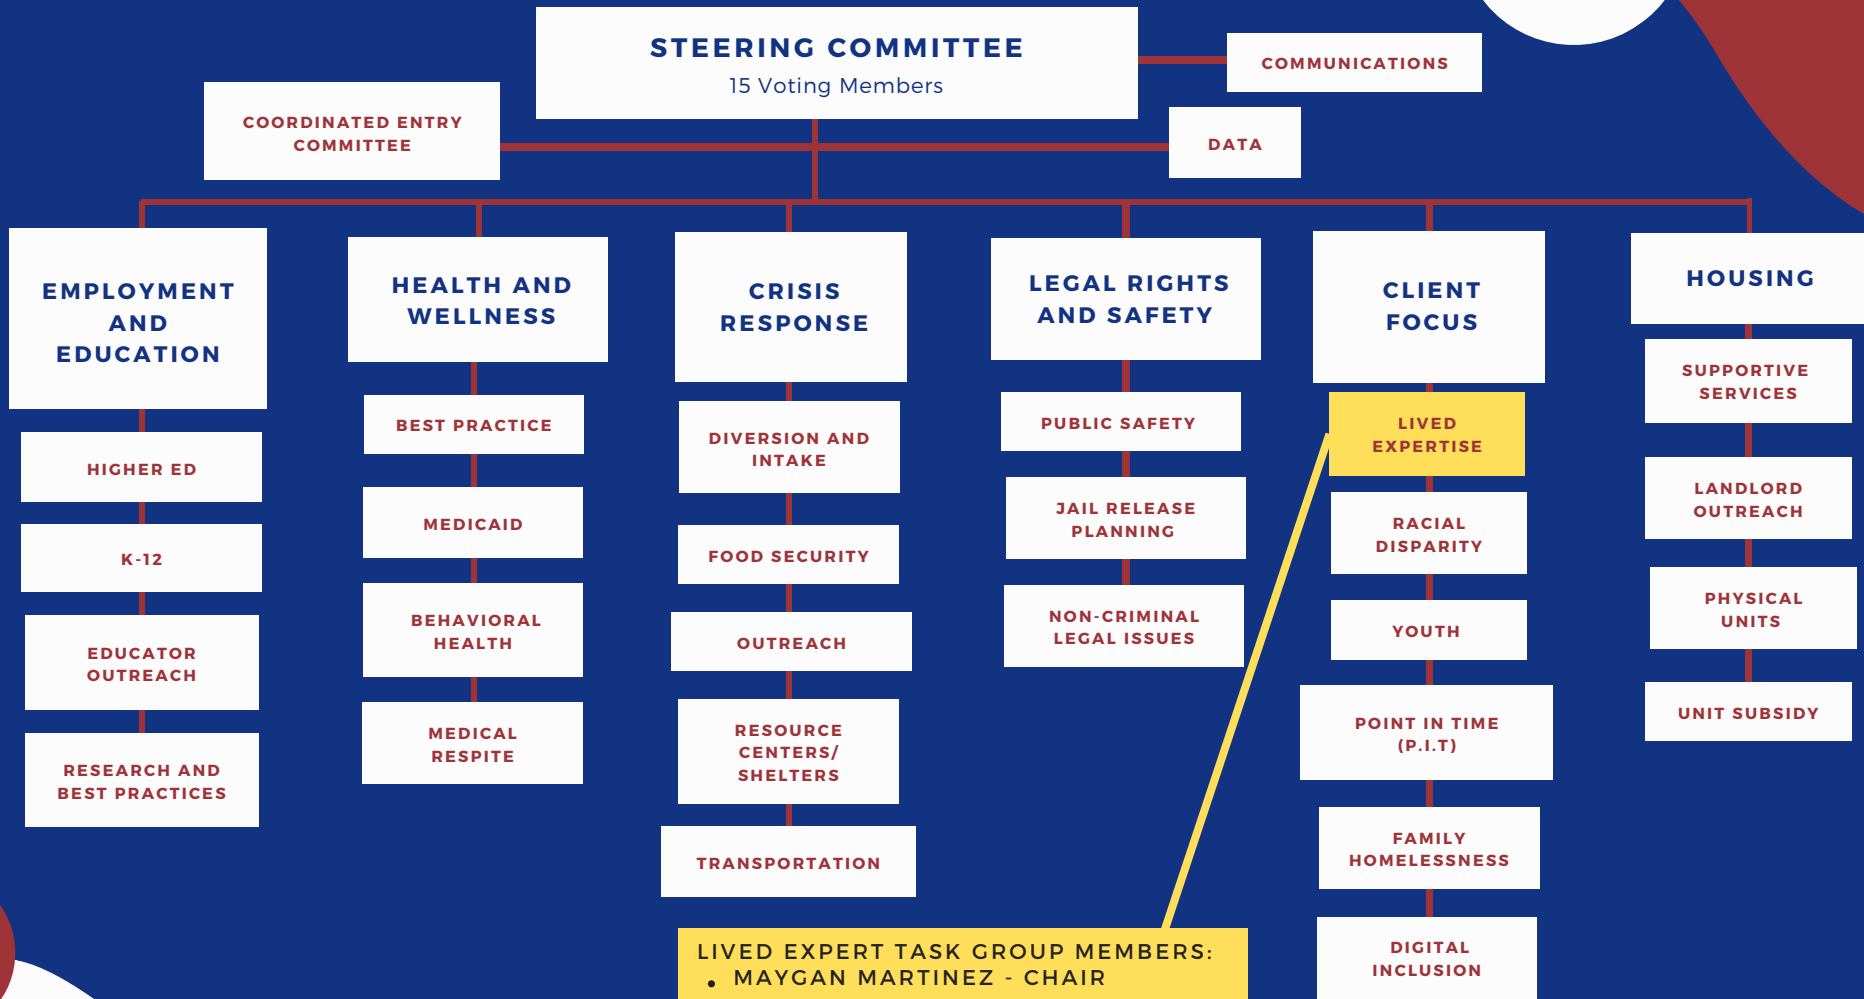 STEERING COMMITTEE
15 Voting Members
COMMUNICATIONS
COORDINATED ENTRY
COMMITTEE
DATA
EMPLOYMENT
AND
EDUCATION
HIGHER ED
K-12
EDUCATOR
OUTREACH
RESEARCH AND
BEST PRACTICES
HEALTH AND
WELLNESS
BEST PRACTICE
MEDICAID
BEHAVIORAL
HEALTH
MEDICAL
RESPITE
CRISIS
RESPONSE
DIVERSION AND
INTAKE
FOOD SECURITY
OUTREACH
RESOURCE
CENTERS/
SHELTERS
TRANSPORTATION
LEGAL RIGHTS
AND SAFETY
PUBLIC SAFETY
JAIL RELEASE
PLANNING
NON-CRIMINAL
LEGAL ISSUES
CLIENT
FOCUS
LIVED
EXPERTISE
RACIAL
DISPARITY
YOUTH
POINT IN TIME
(P.I.T)
FAMILY
HOMELESSNESS
DIGITAL
INCLUSION
HOUSING
SUPPORTIVE
SERVICES
LANDLORD
OUTREACH
PHYSICAL
UNITS
UNIT SUBSIDY
LIVED EXPERT TASK GROUP MEMBERS:
• MAYGAN MARTINEZ - CHAIR